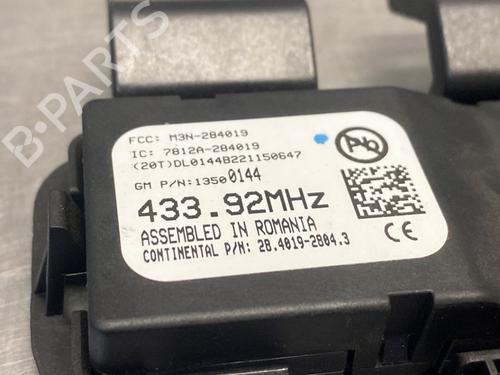 B-PARTS
FCC: M3N-284019
IC: 7812A-284019
(20T)DL0144B221150647
GM P/N:13500144
433.92MHz
ASSEMBLED IN ROMANIA
CONTINENTAL P/N: 28.4019-2804.3
Pb
CE